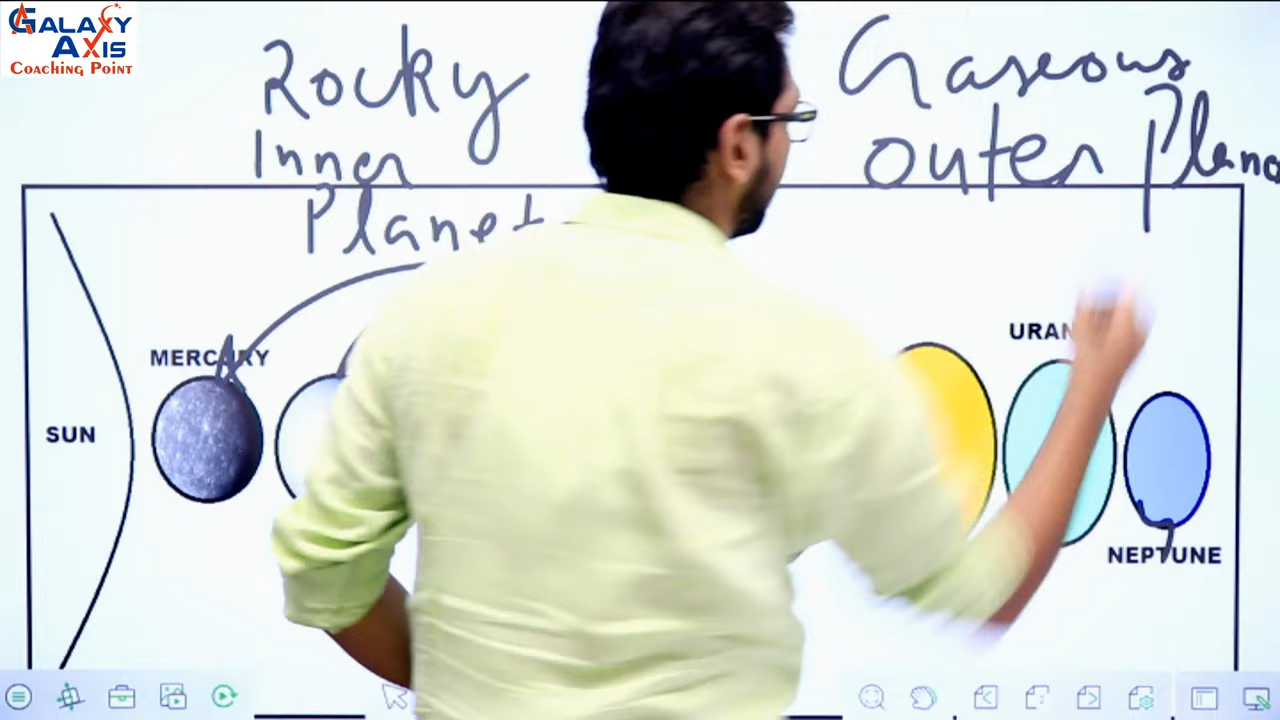 GALAXY
AXIS
COACHING POINT
Rocky
Inner
Planet
Gaseous
outer
MERCURY
SUN
NEPTUNE